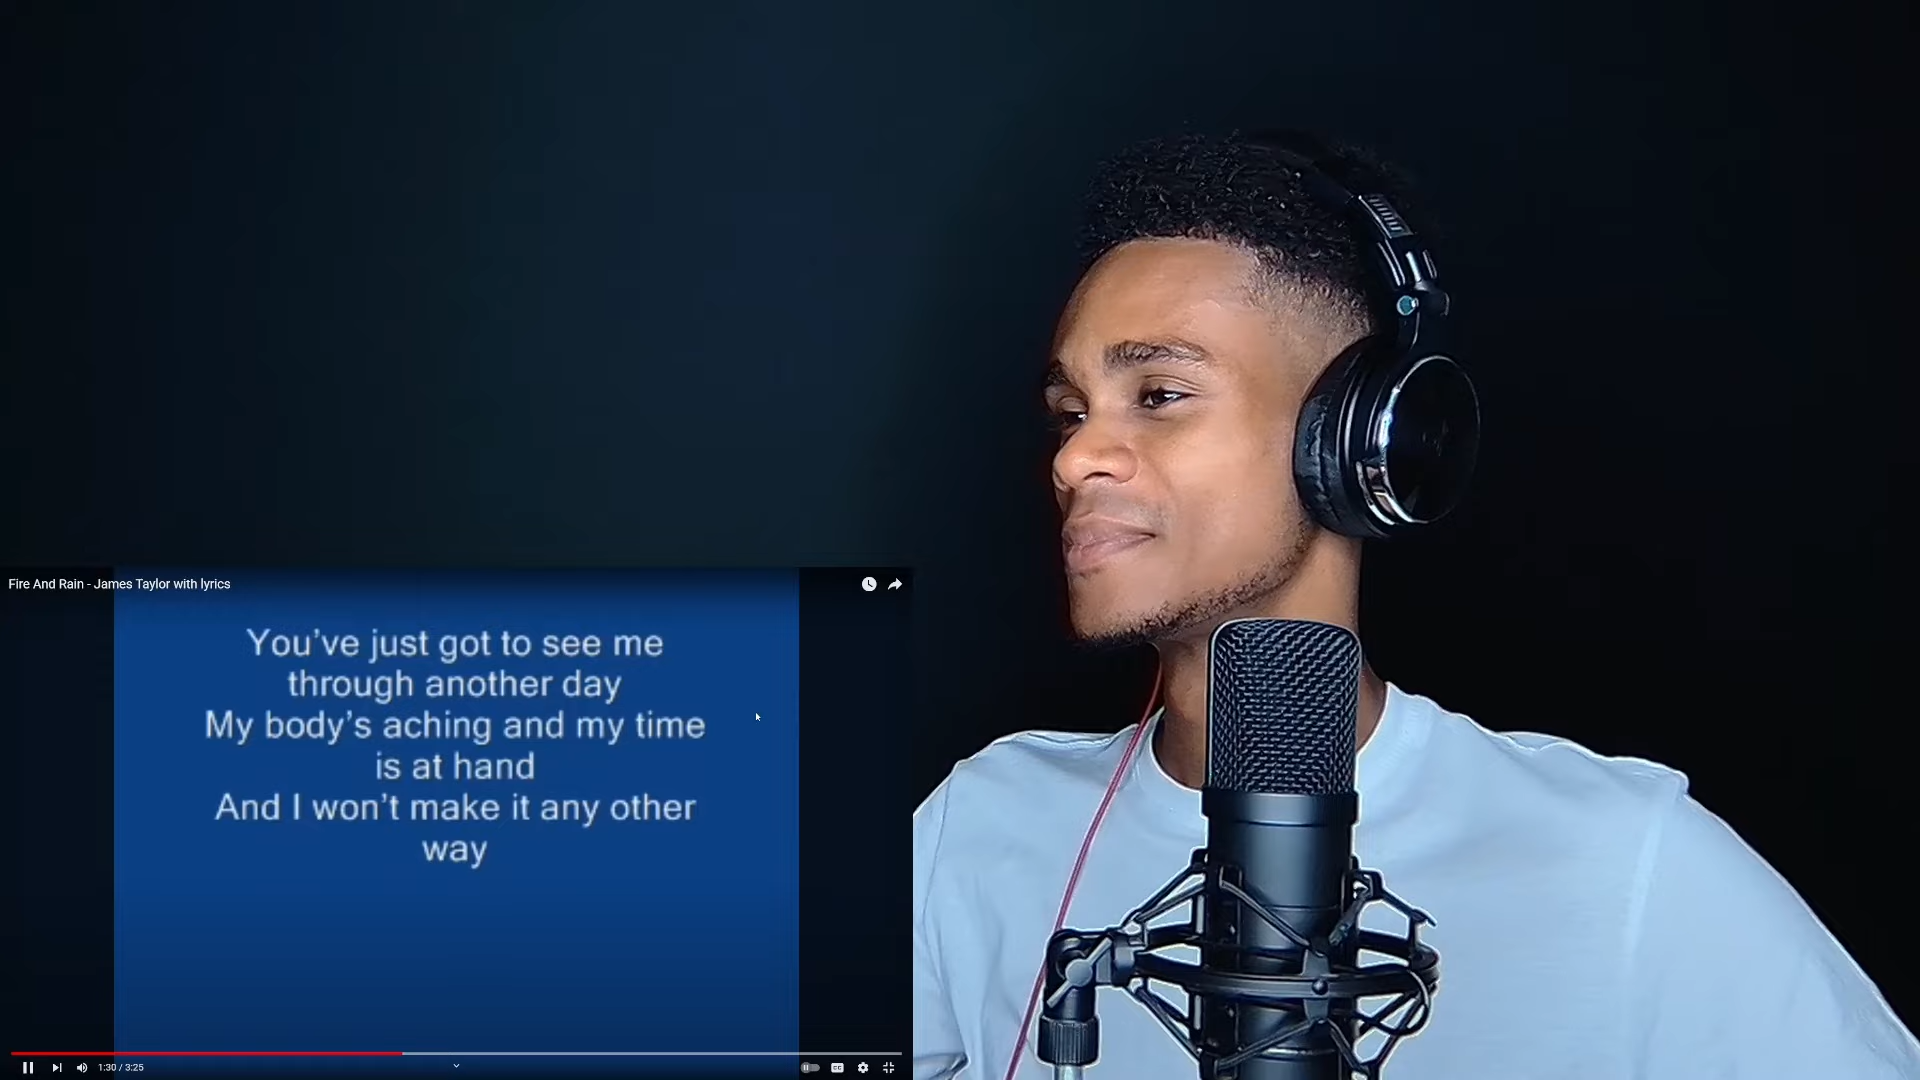 Fire And Rain - James Taylor with lyrics
You've just got to see me
through another day
My body's aching and my time
is at hand
And I won't make it any other
way
1:30 / 3:25
CC